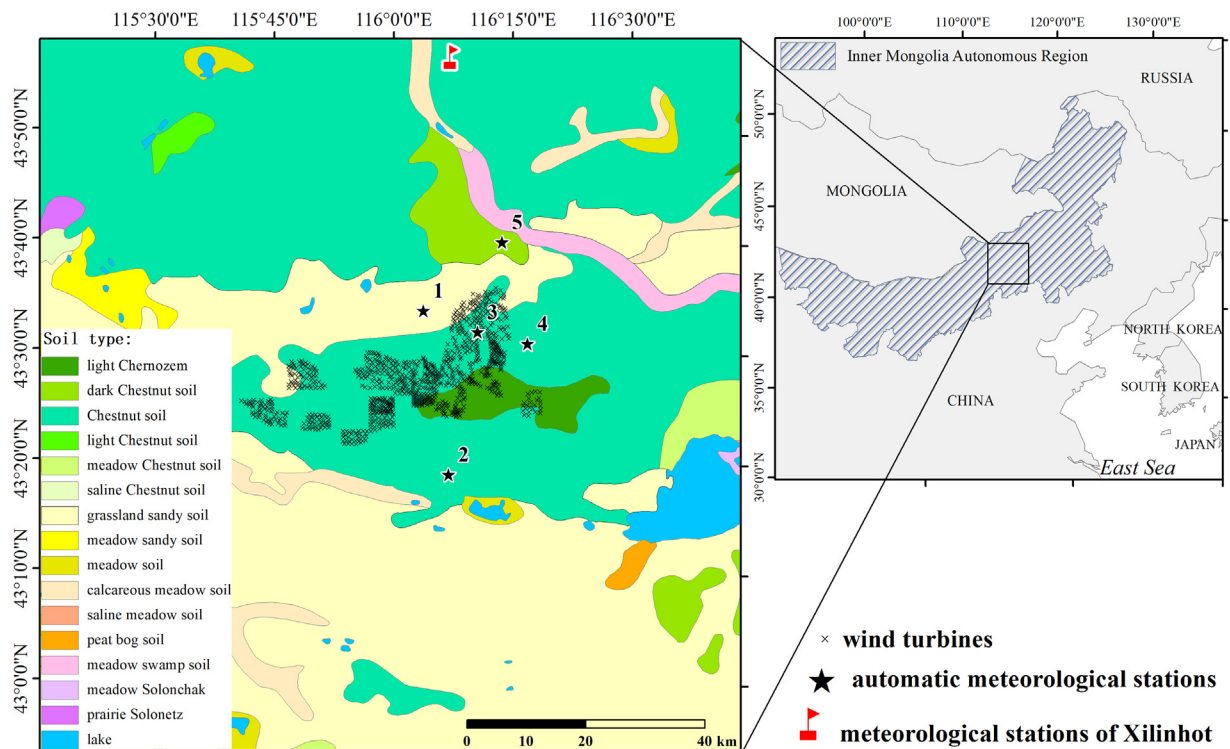 115°30'0"E 115°45'0"E 116°0'0"E 116°15'0"E 116°30'0"E
100°0'0"E 110°0'0"E 120°0'0"E 130°0'0"E
43°50'0"N
43°40'0"N
43°30'0"N
43°20'0"N
43°10'0"N
43°0'0"N
5
1
3
4
2
Soil type:
light Chernozem
dark Chestnut soil
Chestnut soil
light Chestnut soil
meadow Chestnut soil
saline Chestnut soil
grassland sandy soil
meadow sandy soil
meadow soil
calcareous meadow soil
saline meadow soil
peat bog soil
meadow swamp soil
meadow Solonchak
prairie Solonetz
lake
0 10 20 40 km
Inner Mongolia Autonomous Region
RUSSIA
MONGOLIA
NORTH KOREA
SOUTH KOREA
CHINA
JAPAN
East Sea
50°0'0"N
45°0'0"N
40°0'0"N
35°0'0"N
30°0'0"N
wind turbines
automatic meteorological stations
meteorological stations of Xilinhot